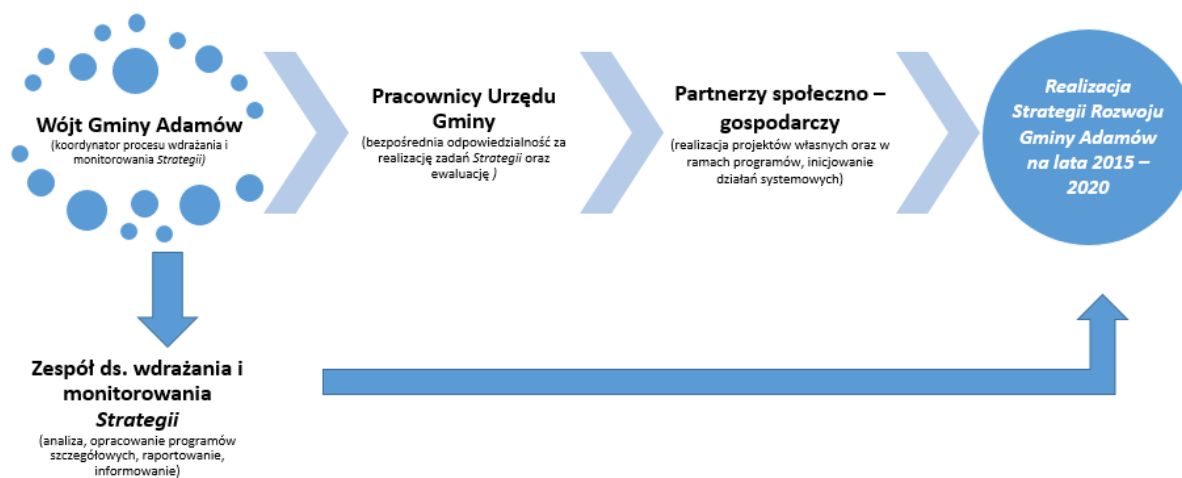 Wójt Gminy Adamów
(koordynator procesu wdrażania i
monitorowania Strategii)
Pracownicy Urzędu
Gminy
(bezpośrednia odpowiedzialność za
realizację zadań Strategii oraz
ewaluację )
Partnerzy społeczno –
gospodarczy
(realizacja projektów własnych oraz w
ramach programów, inicjowanie
działań systemowych)
Realizacja
Strategii Rozwoju
Gminy Adamów
na lata 2015 –
2020
Zespół ds. wdrażania i
monitorowania
Strategii
(analiza, opracowanie programów
szczegółowych, raportowanie,
informowanie)